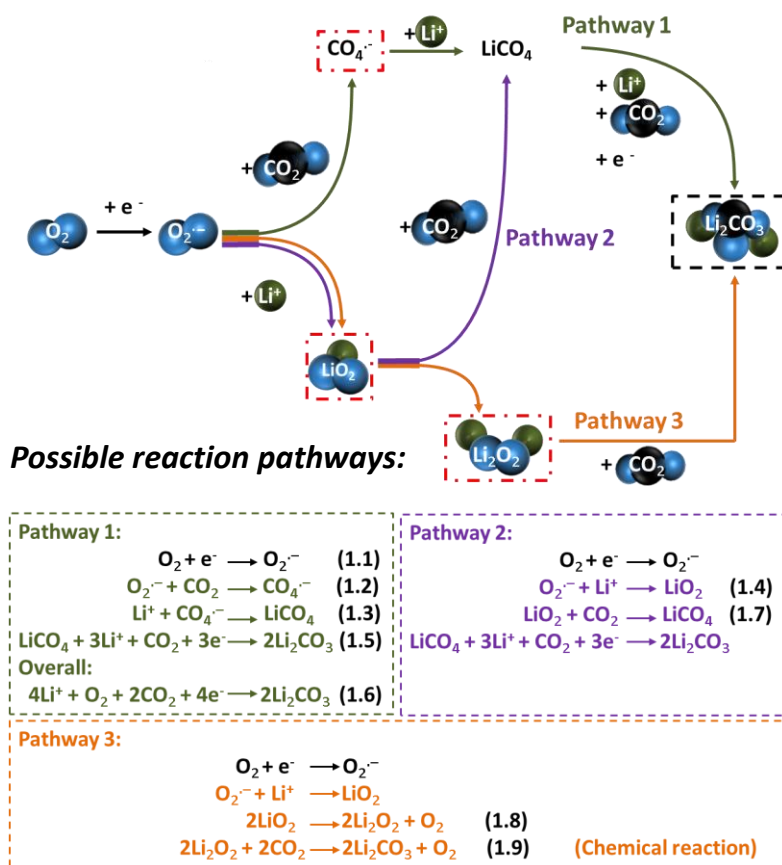 CO₄·⁻ + Li⁺ LiCO₄ Pathway 1
+ Li⁺
+ CO₂
+ e⁻
+ CO₂
+ e⁻
O₂ O₂·⁻
+ CO₂
Pathway 2
Li₂CO₃
+ Li⁺
LiO₂
Pathway 3
Li₂O₂
+ CO₂
Possible reaction pathways:
Pathway 1:
O₂ + e⁻ → O₂·⁻ (1.1)
O₂·⁻ + CO₂ → CO₄·⁻ (1.2)
Li⁺ + CO₄·⁻ → LiCO₄ (1.3)
LiCO₄ + 3Li⁺ + CO₂ + 3e⁻ → 2Li₂CO₃ (1.5)
Overall:
4Li⁺ + O₂ + 2CO₂ + 4e⁻ → 2Li₂CO₃ (1.6)
Pathway 2:
O₂ + e⁻ → O₂·⁻
O₂·⁻ + Li⁺ → LiO₂ (1.4)
LiO₂ + CO₂ → LiCO₄ (1.7)
LiCO₄ + 3Li⁺ + CO₂ + 3e⁻ → 2Li₂CO₃
Pathway 3:
O₂ + e⁻ → O₂·⁻
O₂·⁻ + Li⁺ → LiO₂
2LiO₂ → 2Li₂O₂ + O₂ (1.8)
2Li₂O₂ + 2CO₂ → 2Li₂CO₃ + O₂ (1.9) (Chemical reaction)